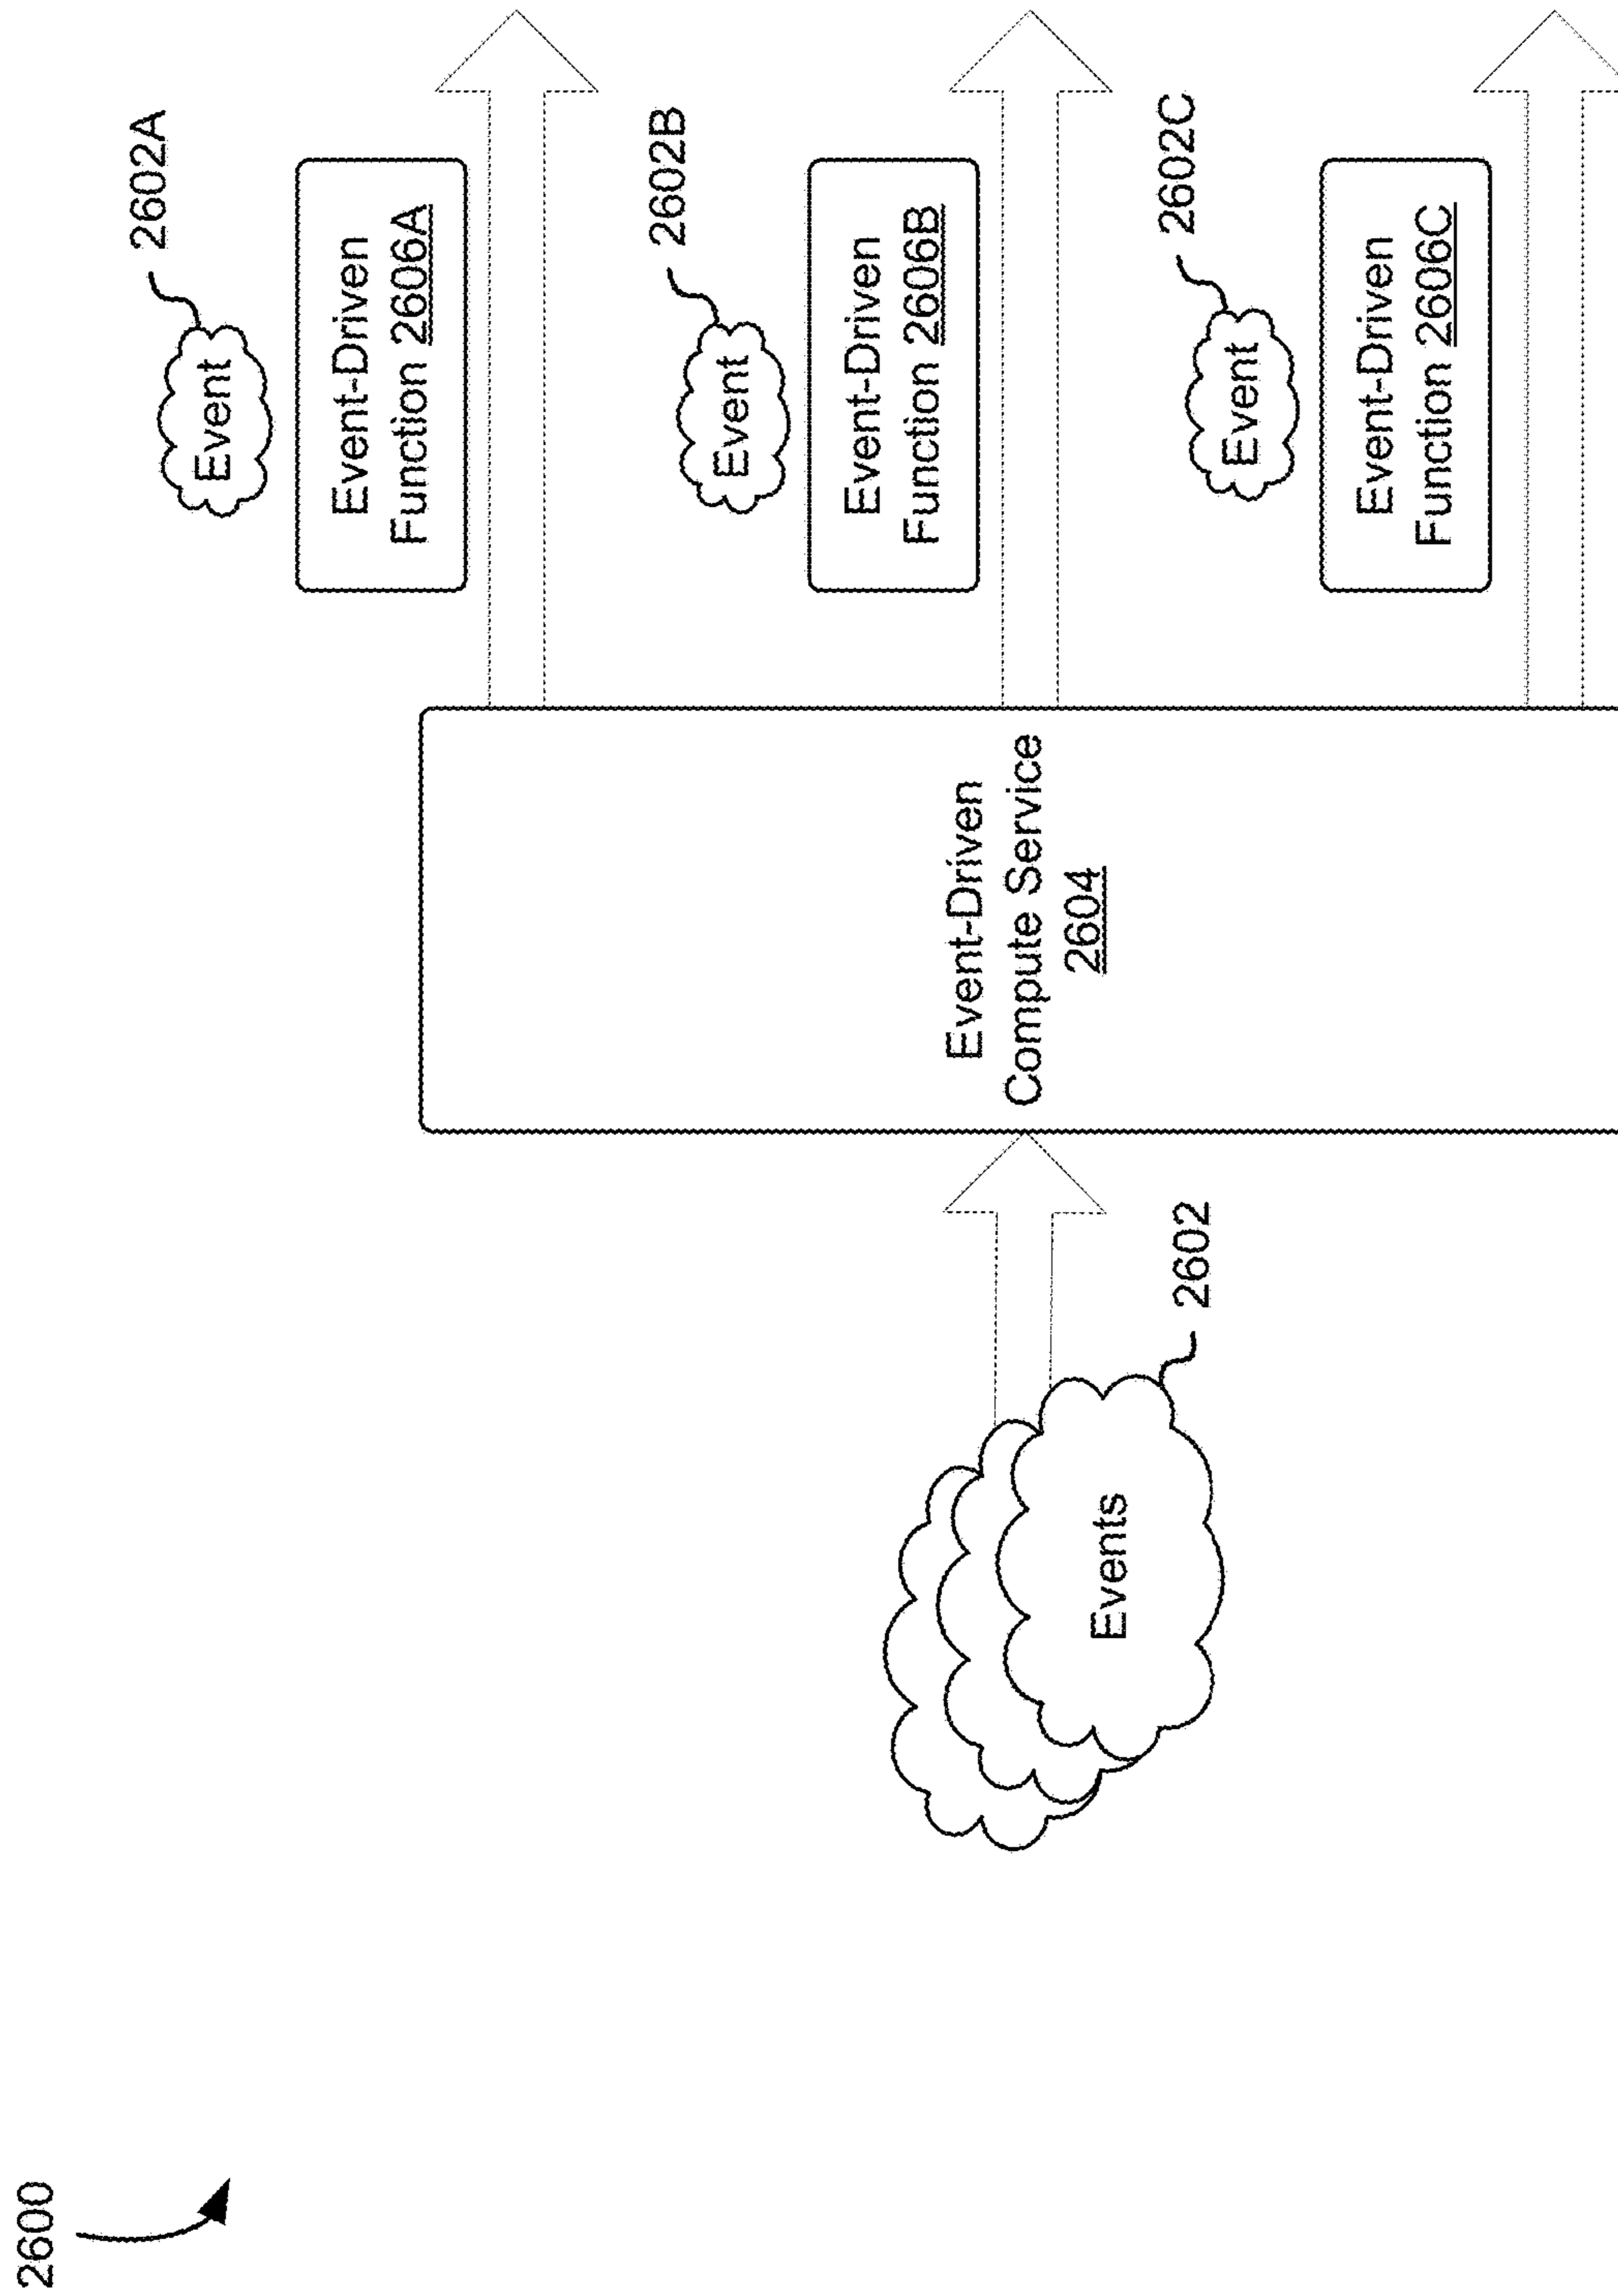 2600
Events
2602
Event-Driven
Compute Service
2604
Event
2602A
Event-Driven
Function 2606A
Event
2602B
Event-Driven
Function 2606B
Event
2602C
Event-Driven
Function 2606C